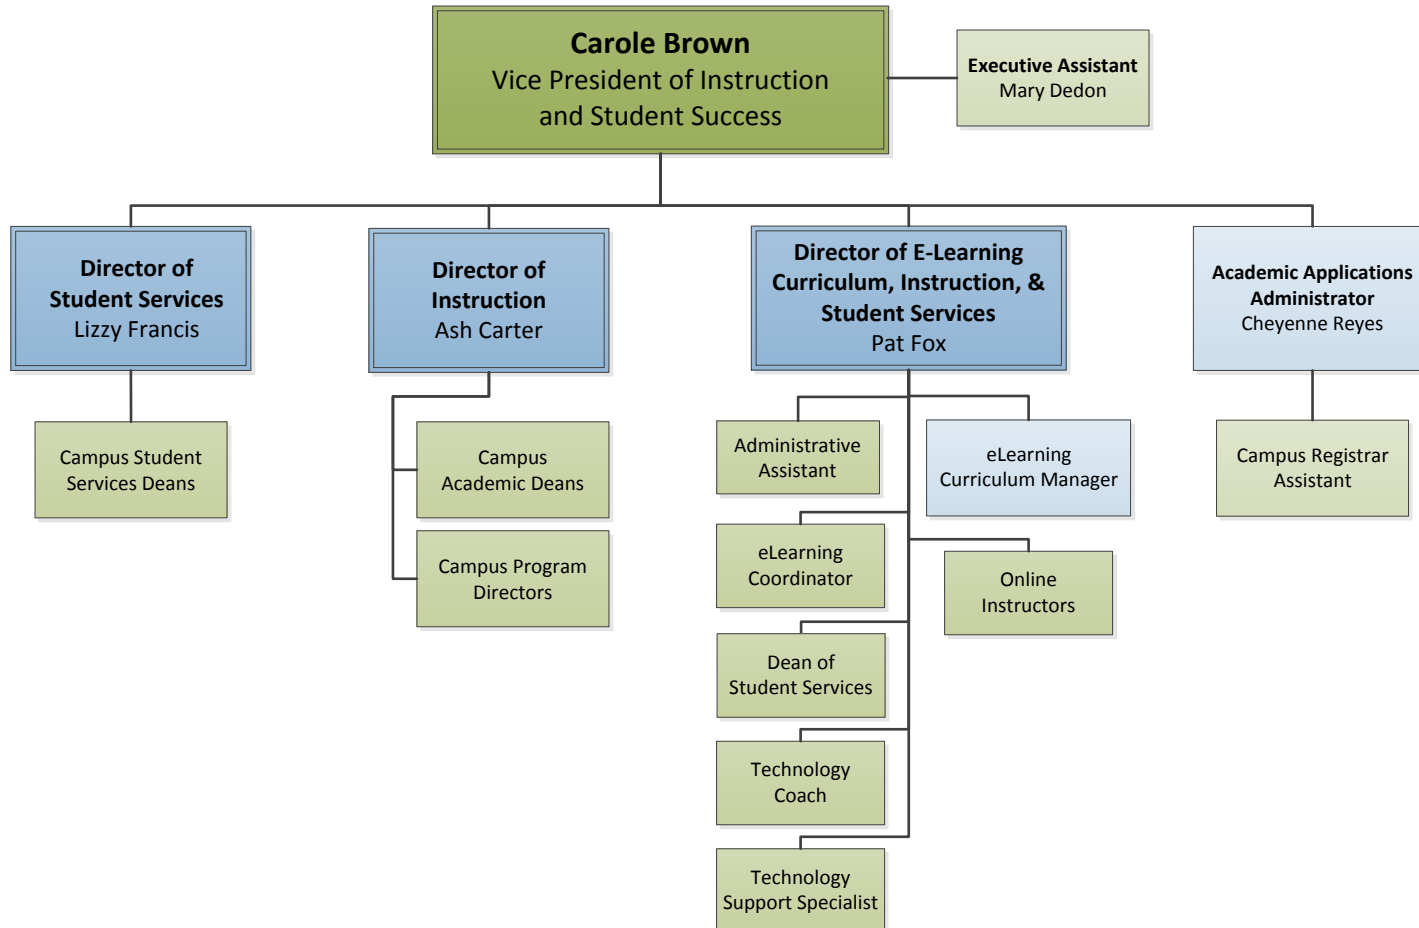 Carole Brown
Vice President of Instruction
and Student Success
Executive Assistant
Mary Dedon
Director of
Student Services
Lizzy Francis
Director of
Instruction
Ash Carter
Director of E-Learning
Curriculum, Instruction, &
Student Services
Pat Fox
Academic Applications
Administrator
Cheyenne Reyes
Campus Student
Services Deans
Campus
Academic Deans
Campus Program
Directors
Administrative
Assistant
eLearning
Curriculum Manager
eLearning
Coordinator
Online
Instructors
Dean of
Student Services
Technology
Coach
Technology
Support Specialist
Campus Registrar
Assistant